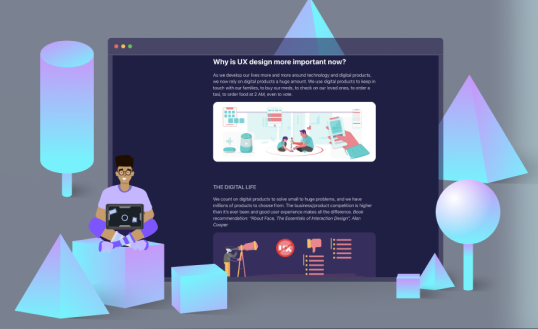 Why is UX design more important now?
As we develop our lives more and more around technology and digital products,
we now rely on digital products a huge amount. We use digital products to keep in
touch with our families, to buy our meds, to check on our loved ones, to order a
taxi, to order food at 2 AM, even to vote.
THE DIGITAL LIFE
We count on digital products to solve small to huge problems, and we have
millions of products to choose from. The business/product competition is higher
than it's ever been and good user experience makes all the difference. Book
recommendation: "About Face, The Essentials of Interaction Design", Alan
Cooper